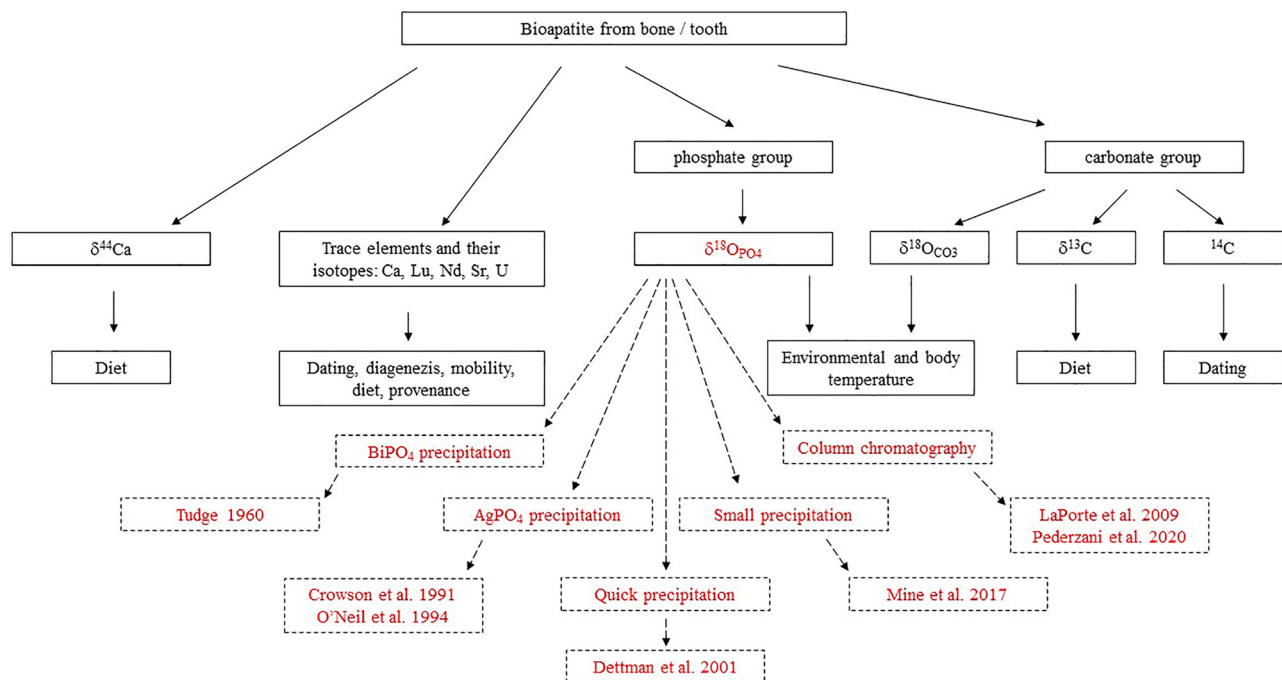 Bioapatite from bone / tooth
phosphate group
carbonate group
δ⁴⁴Ca
Trace elements and their
isotopes: Ca, Lu, Nd, Sr, U
δ¹⁸O_PO4
δ¹⁸O_CO3
δ¹³C
¹⁴C
Diet
Dating, diagenezis, mobility,
diet, provenance
Environmental and body
temperature
Diet
Dating
BiPO₄ precipitation
Column chromatography
Tudge 1960
AgPO₄ precipitation
Small precipitation
LaPorte et al. 2009
Pederzani et al. 2020
Crowson et al. 1991
O'Neil et al. 1994
Quick precipitation
Mine et al. 2017
Dettman et al. 2001